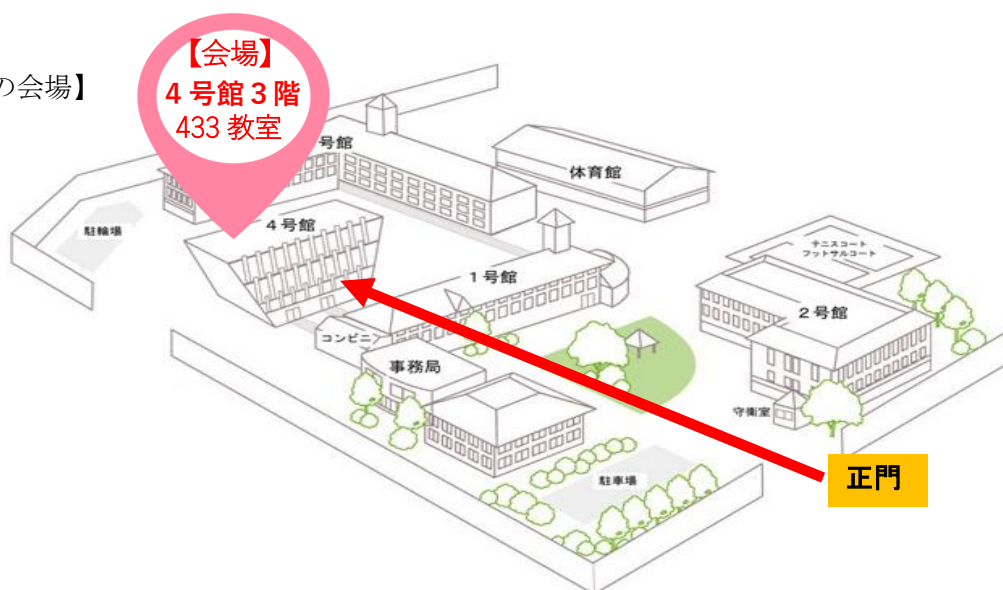 の会場】
【会場】
4号館3階
433教室
号館
体育館
駐輪場
4号館
テニスコート
フットサルコート
1号館
2号館
コンビニ
事務局
守衛室
正門
駐車場